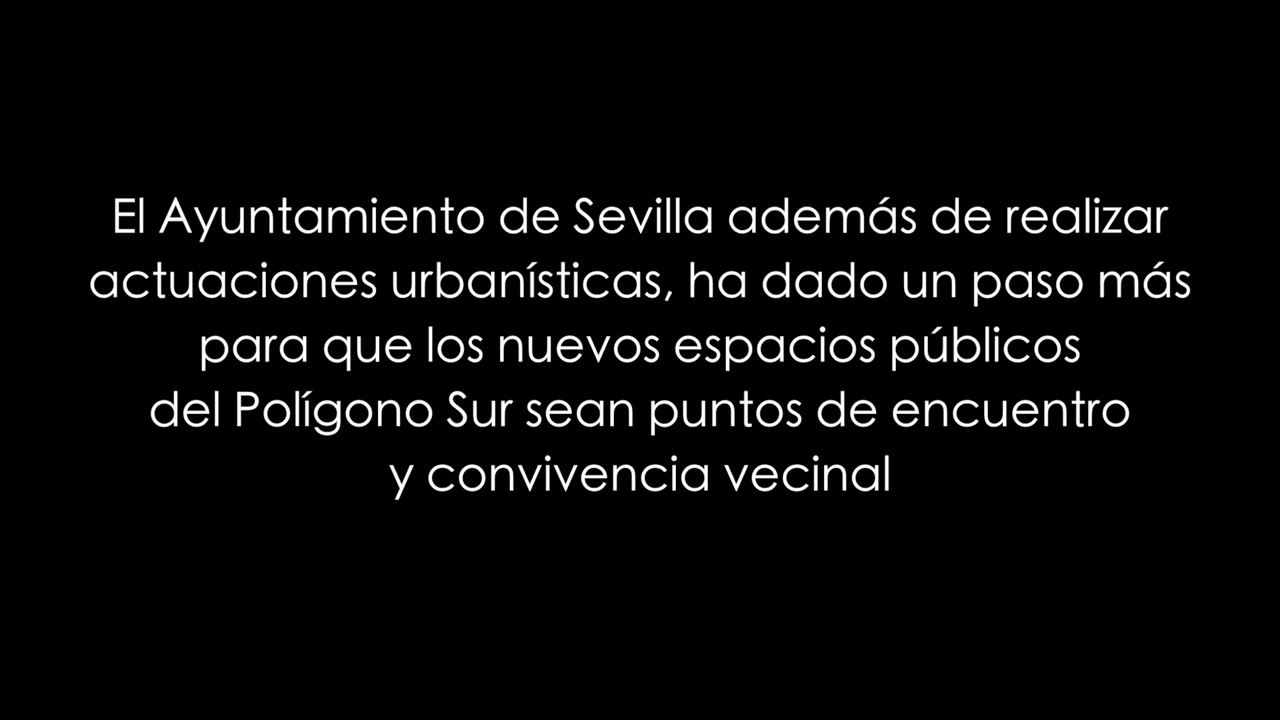 El Ayuntamiento de Sevilla además de realizar
actuaciones urbanísticas, ha dado un paso más
para que los nuevos espacios públicos
del Polígono Sur sean puntos de encuentro
y convivencia vecinal